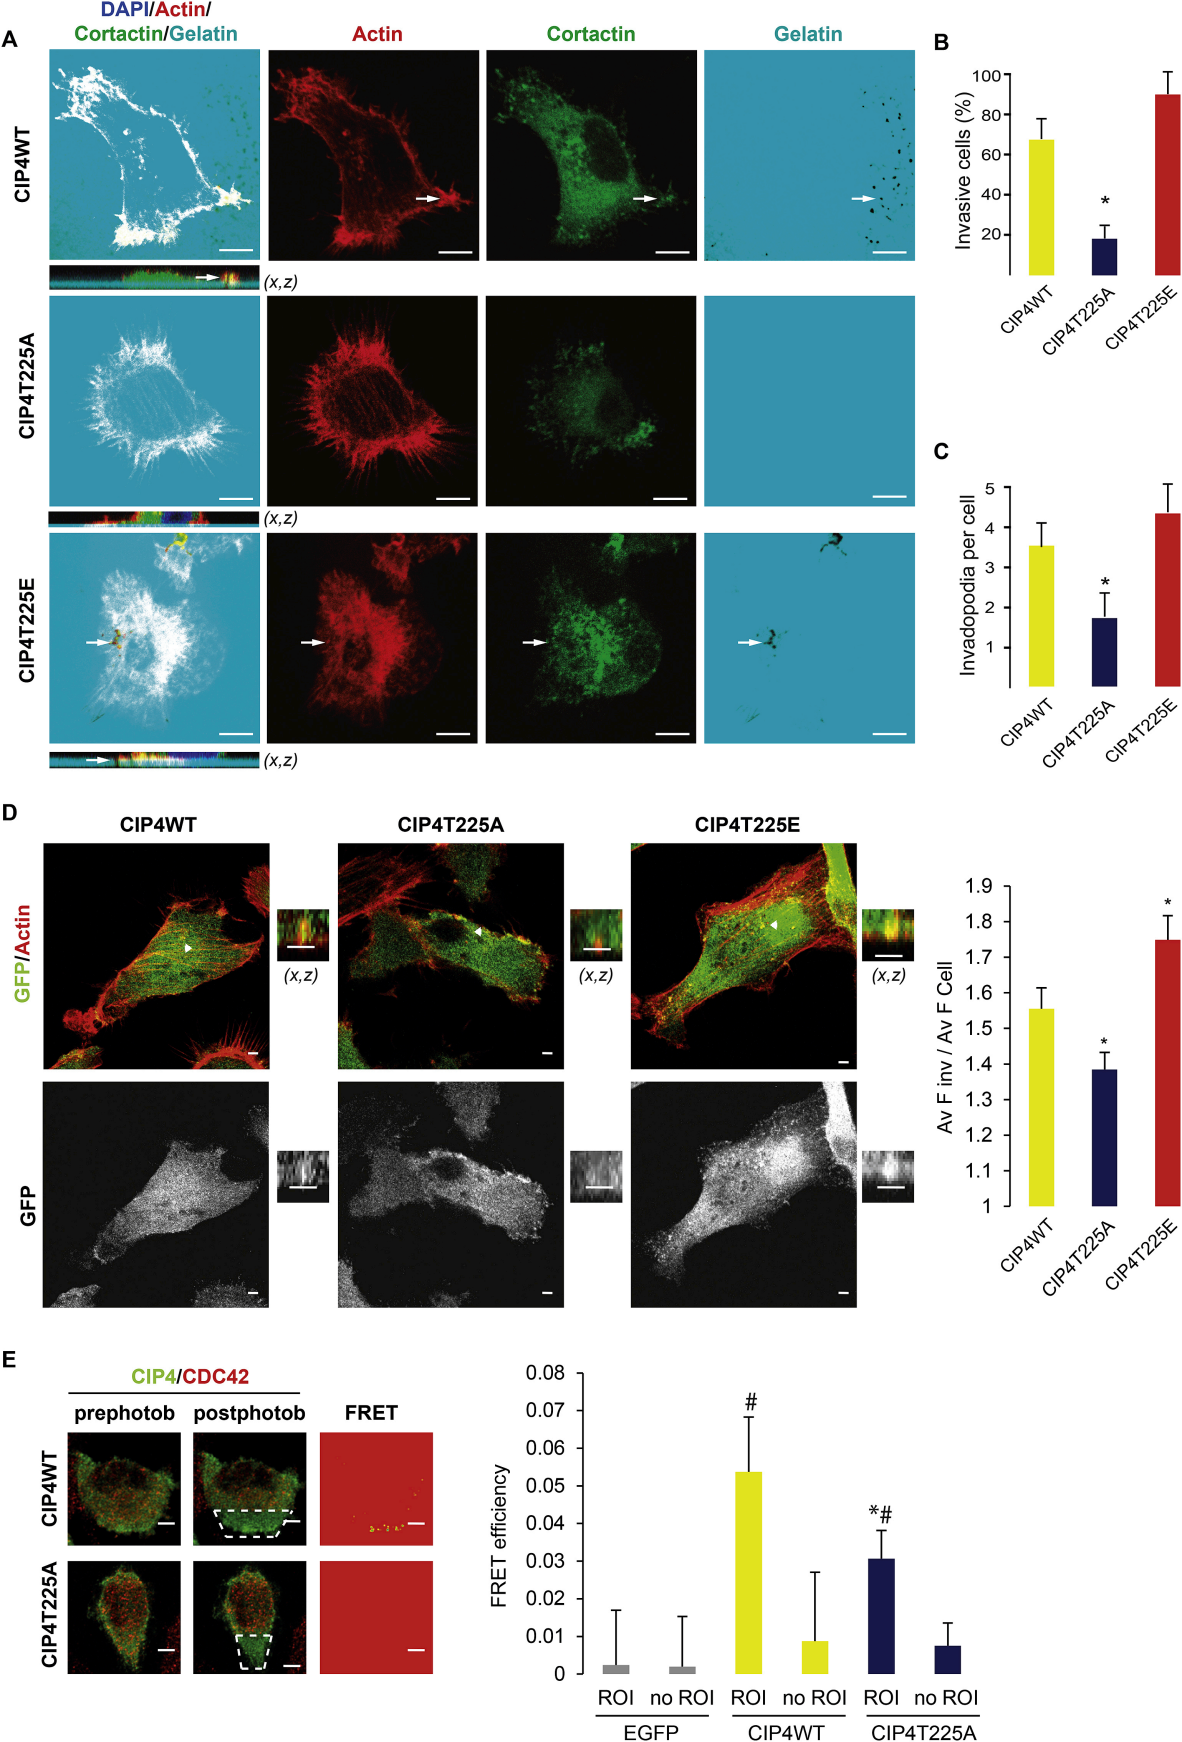 A
DAPI/Actin/
Cortactin/Gelatin
Actin
Cortactin
Gelatin
CIP4WT
(x,z)
CIP4T225A
(x,z)
CIP4T225E
(x,z)
B
Invasive cells (%)
100
80
60
40
20
*
CIP4WT
CIP4T225A
CIP4T225E
C
Invadopodia per cell
5
4
3
2
1
*
CIP4WT
CIP4T225A
CIP4T225E
D
CIP4WT
CIP4T225A
CIP4T225E
GFP/Actin
(x,z)
(x,z)
(x,z)
GFP
Av F inv / Av F Cell
1.9
1.8
1.7
1.6
1.5
1.4
1.3
1.2
1.1
1
*
*
CIP4WT
CIP4T225A
CIP4T225E
E
CIP4/CDC42
prephotob
postphotob
FRET
CIP4WT
CIP4T225A
FRET efficiency
0.08
0.07
0.06
0.05
0.04
0.03
0.02
0.01
0
#
*#
ROI
no ROI
ROI
no ROI
ROI
no ROI
EGFP
CIP4WT
CIP4T225A